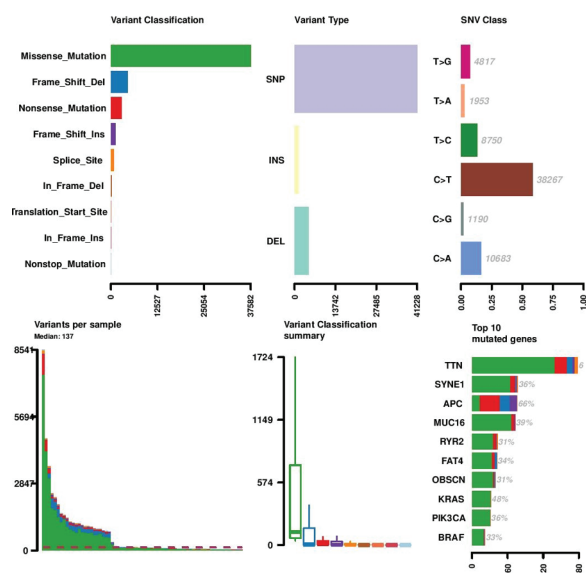 Variant Classification
Missense_Mutation
Frame_Shift_Del
Nonsense_Mutation
Frame_Shift_Ins
Splice_Site
In_Frame_Del
Translation_Start_Site
In_Frame_Ins
Nonstop_Mutation
0
12527
25054
37582
Variant Type
SNP
INS
DEL
0
13742
27485
41228
SNV Class
T>G 4817
T>A 1953
T>C 8750
C>T 38267
C>G 1190
C>A 10683
0.00
0.25
0.50
0.75
1.00
Variants per sample
Median: 137
8541
5694
2847
0
Variant Classification
summary
1724
1149
574
0
Top 10
mutated genes
TTN 6
SYNE1 36%
APC 66%
MUC16 39%
RYR2 31%
FAT4 34%
OBSCN 31%
KRAS 48%
PIK3CA 36%
BRAF 33%
0
60
20
80